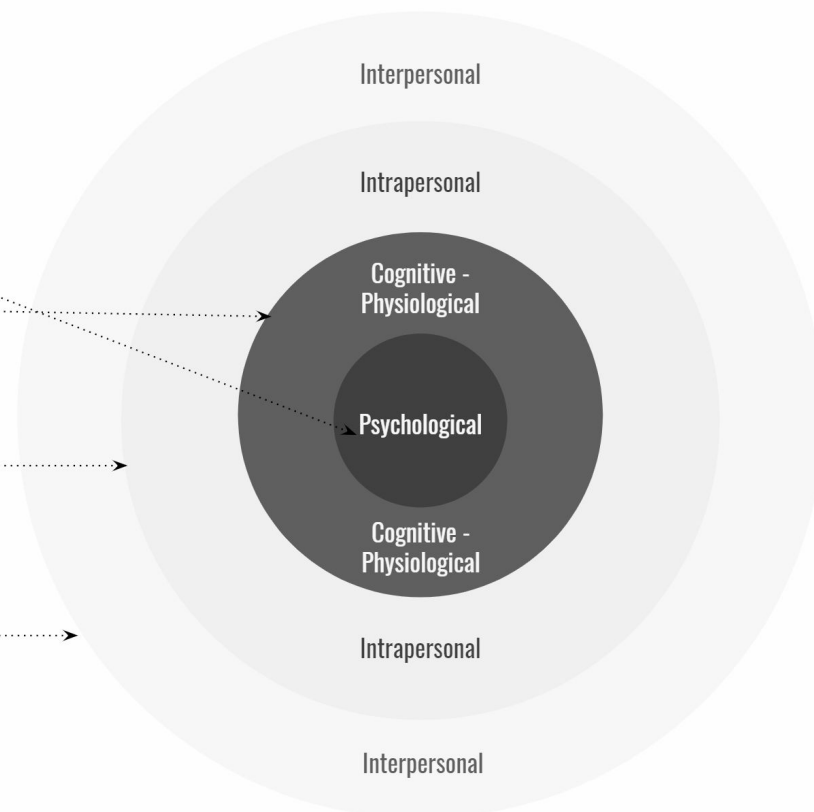 Interpersonal
Intrapersonal
Cognitive -
Physiological
Psychological
Cognitive -
Physiological
Intrapersonal
Interpersonal